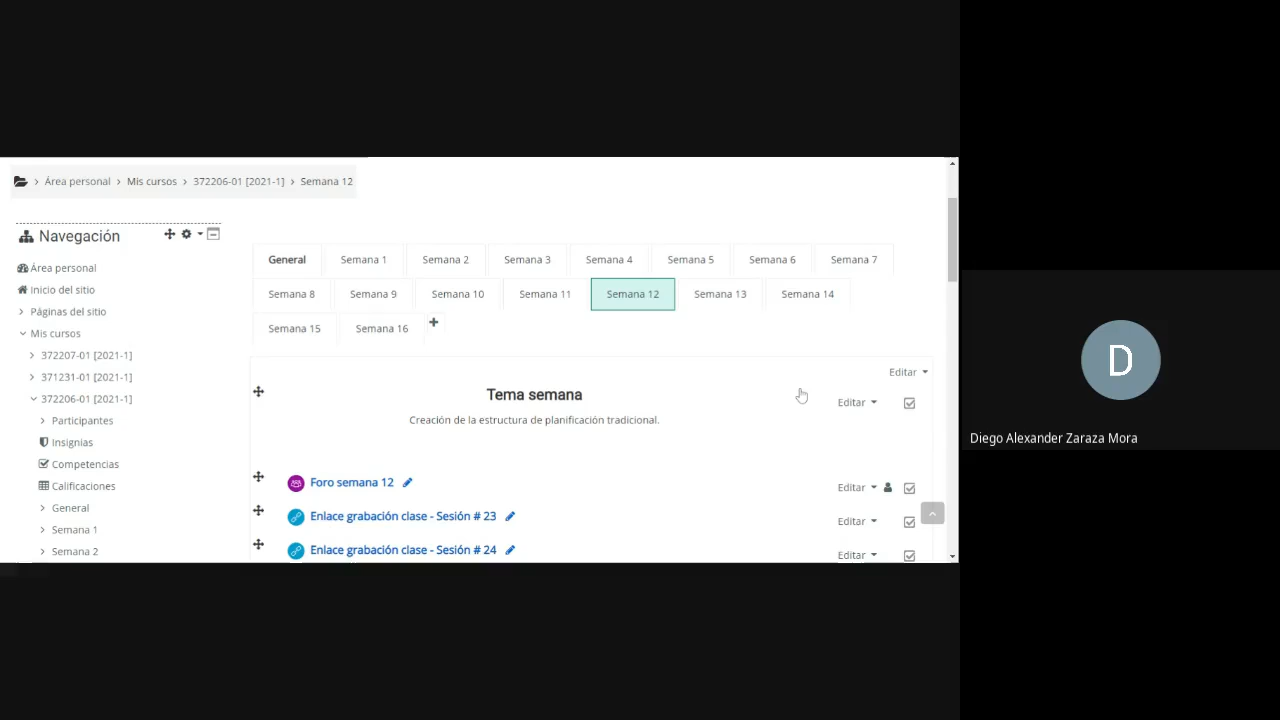 › Área personal › Mis cursos › 372206-01 [2021-1] › Semana 12
Navegación
Área personal
Inicio del sitio
Páginas del sitio
Mis cursos
372207-01 [2021-1]
371231-01 [2021-1]
372206-01 [2021-1]
Participantes
Insignias
Competencias
Calificaciones
General
Semana 1
Semana 2
General Semana 1 Semana 2 Semana 3 Semana 4 Semana 5 Semana 6 Semana 7
Semana 8 Semana 9 Semana 10 Semana 11 Semana 12 Semana 13 Semana 14
Semana 15 Semana 16
Editar
Tema semana
Editar
Creación de la estructura de planificación tradicional.
Foro semana 12
Editar
Enlace grabación clase - Sesión # 23
Editar
Enlace grabación clase - Sesión # 24
Editar
D
Diego Alexander Zaraza Mora